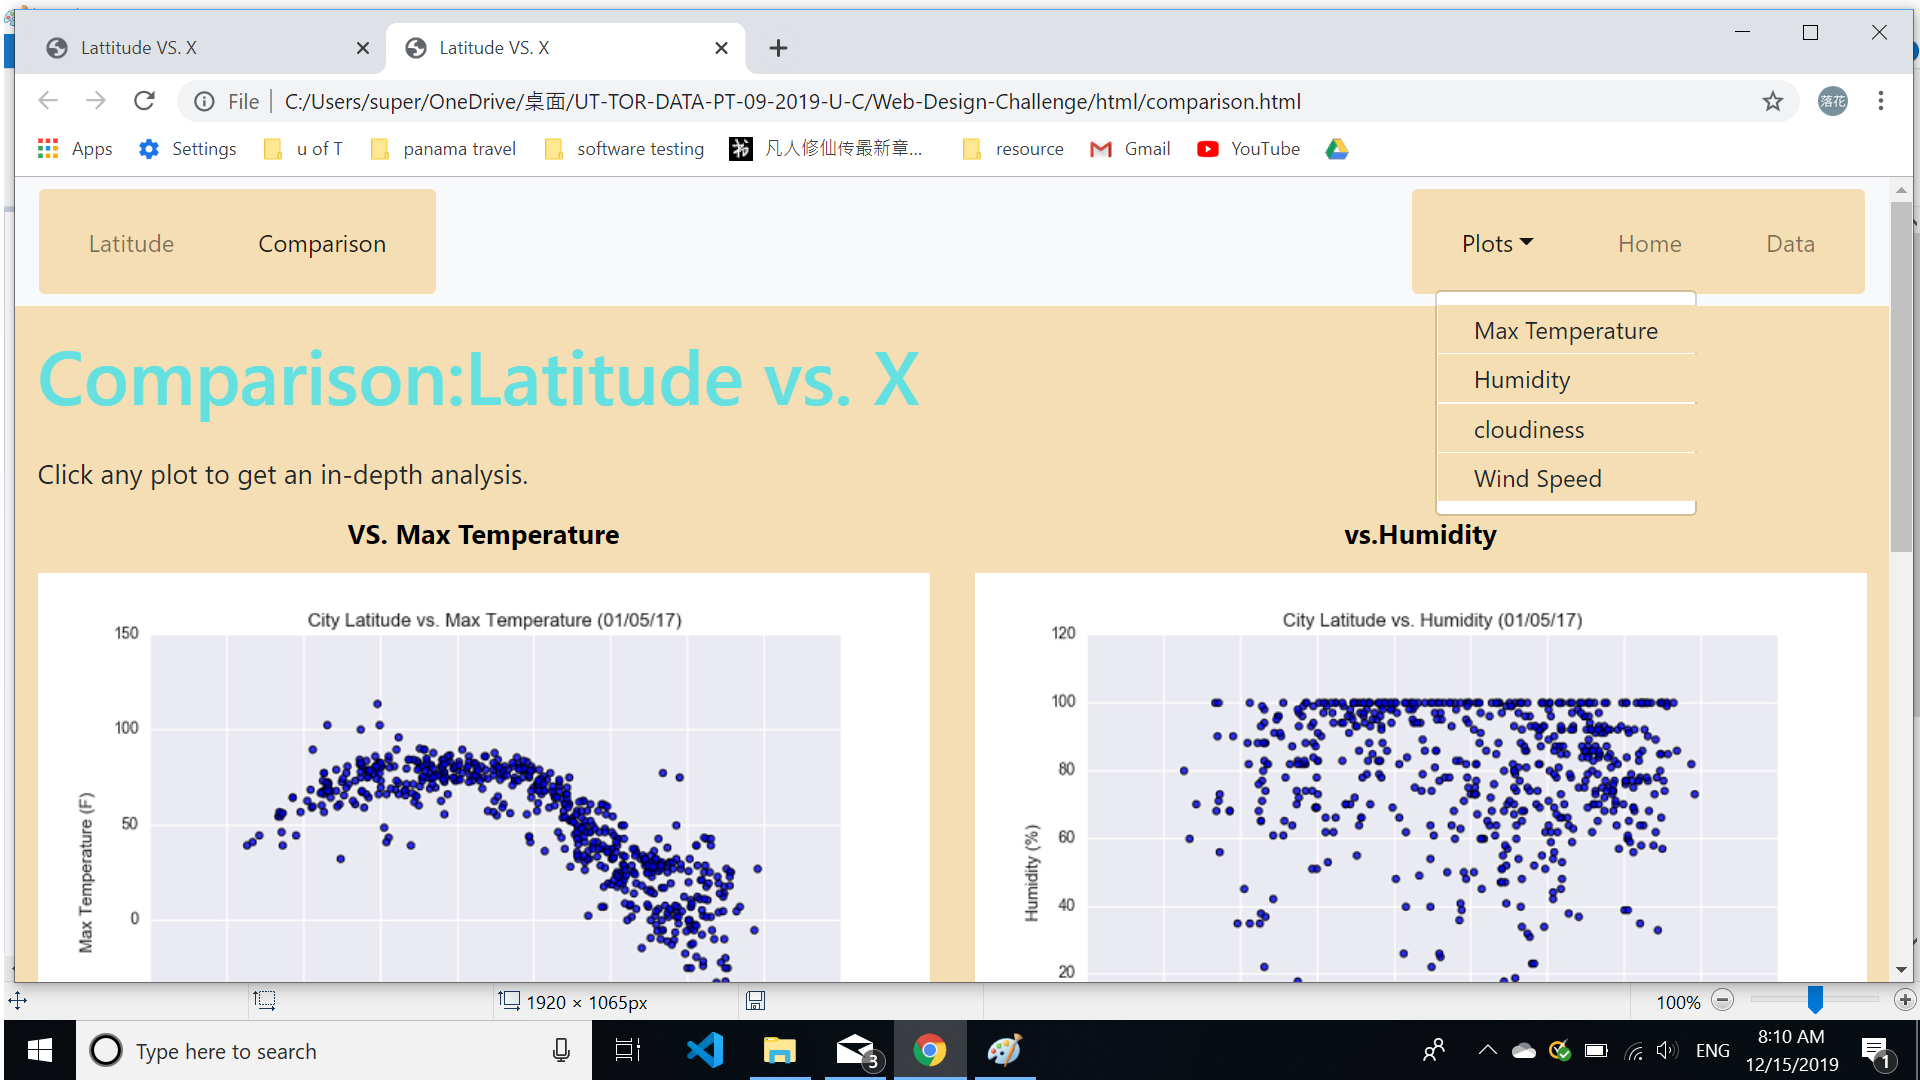 Lattitude VS. X
Latitude VS. X
File
C:/Users/super/OneDrive/桌面/UT-TOR-DATA-PT-09-2019-U-C/Web-Design-Challenge/html/comparison.html
落花
Apps
Settings
u of T
panama travel
software testing
凡人修仙传最新章...
resource
Gmail
YouTube
Latitude
Comparison
Plots
Home
Data
Max Temperature
Humidity
cloudiness
Wind Speed
Comparison:Latitude vs. X
Click any plot to get an in-depth analysis.
VS. Max Temperature
vs.Humidity
City Latitude vs. Max Temperature (01/05/17)
150
100
50
0
Max Temperature (F)
City Latitude vs. Humidity (01/05/17)
120
100
80
60
40
20
Humidity (%)
1920 × 1065px
100%
Type here to search
3
ENG
8:10 AM
12/15/2019
1